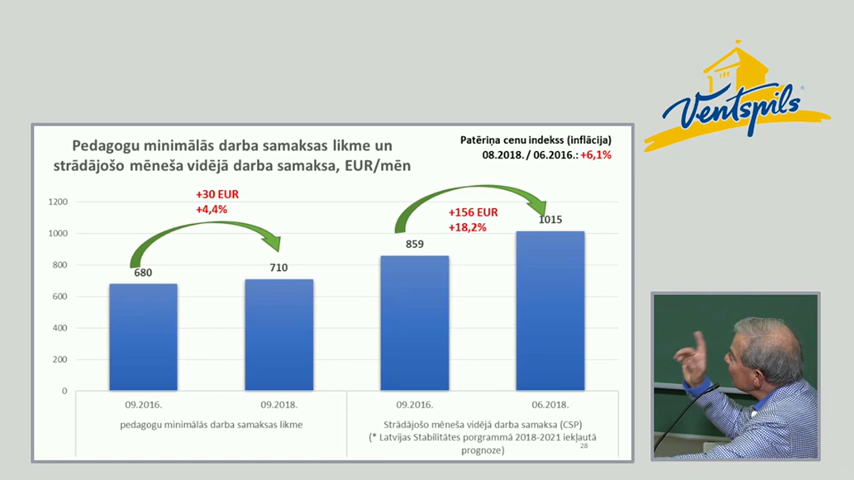 Ventspils
Pedagogu minimālās darba samaksas likme un
strādājošo mēneša vidējā darba samaksa, EUR/mēn
Patēriņa cenu indekss (inflācija)
08.2018. / 06.2016.: +6,1%
+30 EUR
+4,4%
+156 EUR
+18,2%
1200
1000
800
600
400
200
0
680
710
859
1015
09.2016.
09.2018.
09.2016.
06.2018.
pedagogu minimālās darba samaksas likme
Strādājošo mēneša vidējā darba samaksa (CSP)
(* Latvijas Stabilitātes porgrammā 2018-2021 iekļautā
prognoze)
28